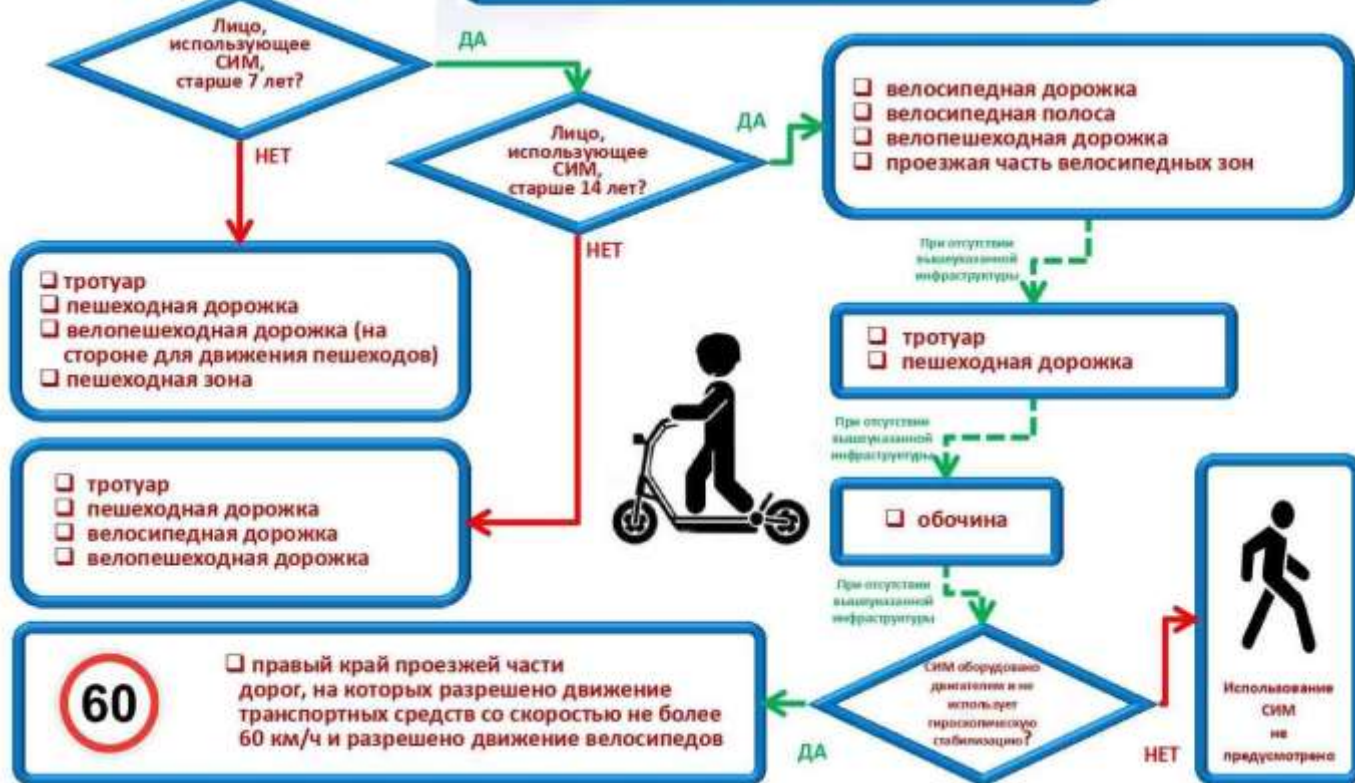 Лицо,
использующее
СИМ,
старше 7 лет?
ДА
НЕТ
Лицо,
использующее
СИМ,
старше 14 лет?
ДА
НЕТ
❑ велосипедная дорожка
❑ велосипедная полоса
❑ велопешеходная дорожка
❑ проезжая часть велосипедных зон
При отсутствии
вышеуказанной
инфраструктуры
❑ тротуар
❑ пешеходная дорожка
❑ велопешеходная дорожка (на
стороне для движения пешеходов)
❑ пешеходная зона
❑ тротуар
❑ пешеходная дорожка
При отсутствии
вышеуказанной
инфраструктуры
❑ тротуар
❑ пешеходная дорожка
❑ велосипедная дорожка
❑ велопешеходная дорожка
❑ обочина
При отсутствии
вышеуказанной
инфраструктуры
СИМ оборудовано
двигателем и не
использует
гироскопическую
стабилизацию?
ДА
НЕТ
60
❑ правый край проезжей части
дорог, на которых разрешено движение
транспортных средств со скоростью не более
60 км/ч и разрешено движение велосипедов
Использование
СИМ
не
предусмотрено